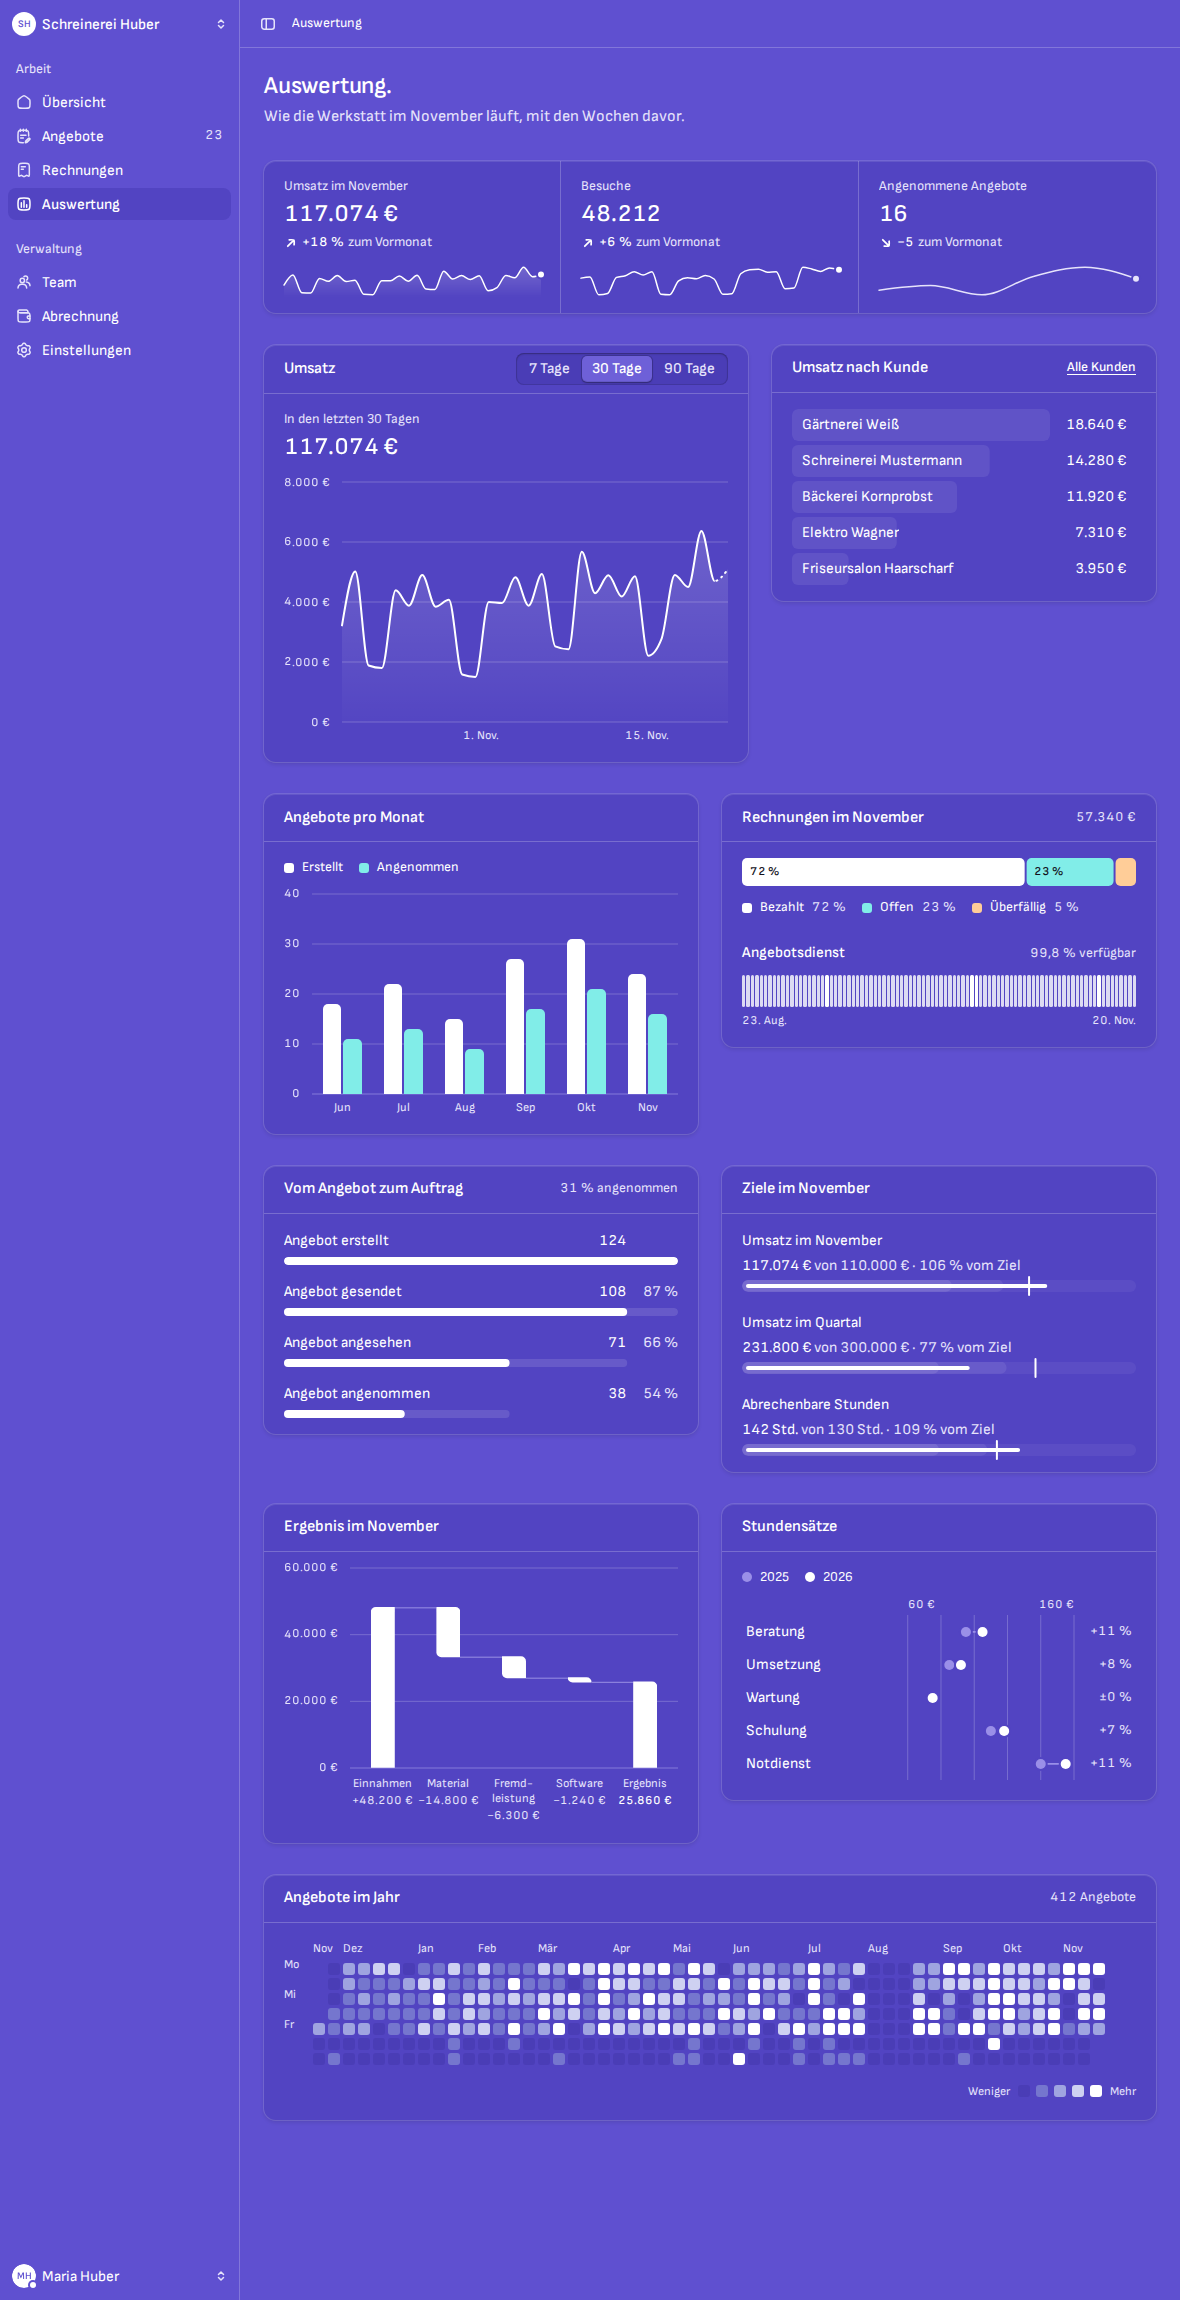 SH Schreinerei Huber
Arbeit
Übersicht
Angebote 23
Rechnungen
Auswertung
Verwaltung
Team
Abrechnung
Einstellungen
MH Maria Huber
Auswertung
Auswertung.
Wie die Werkstatt im November läuft, mit den Wochen davor.
Umsatz im November
117.074 €
+18 % zum Vormonat
Besuche
48.212
+6 % zum Vormonat
Angenommene Angebote
16
−5 zum Vormonat
Umsatz
7 Tage 30 Tage 90 Tage
In den letzten 30 Tagen
117.074 €
8.000 €
6.000 €
4.000 €
2.000 €
0 €
1. Nov. 15. Nov.
Umsatz nach Kunde Alle Kunden
Gärtnerei Weiß 18.640 €
Schreinerei Mustermann 14.280 €
Bäckerei Kornprobst 11.920 €
Elektro Wagner 7.310 €
Friseursalon Haarscharf 3.950 €
Angebote pro Monat
Erstellt Angenommen
40
30
20
10
0
Jun Jul Aug Sep Okt Nov
Rechnungen im November 57.340 €
72 % 23 %
Bezahlt 72 % Offen 23 % Überfällig 5 %
Angebotsdienst 99,8 % verfügbar
23. Aug. 20. Nov.
Vom Angebot zum Auftrag 31 % angenommen
Angebot erstellt 124
Angebot gesendet 108 87 %
Angebot angesehen 71 66 %
Angebot angenommen 38 54 %
Ziele im November
Umsatz im November
117.074 € von 110.000 € · 106 % vom Ziel
Umsatz im Quartal
231.800 € von 300.000 € · 77 % vom Ziel
Abrechenbare Stunden
142 Std. von 130 Std. · 109 % vom Ziel
Ergebnis im November
60.000 €
40.000 €
20.000 €
0 €
Einnahmen Material Fremd- Software Ergebnis
leistung
+48.200 € −14.800 € −1.240 € 25.860 €
−6.300 €
Stundensätze
2025 2026
60 € 160 €
Beratung +11 %
Umsetzung +8 %
Wartung ±0 %
Schulung +7 %
Notdienst +11 %
Angebote im Jahr 412 Angebote
Nov Dez Jan Feb Mär Apr Mai Jun Jul Aug Sep Okt Nov
Mo
Mi
Fr
Weniger Mehr